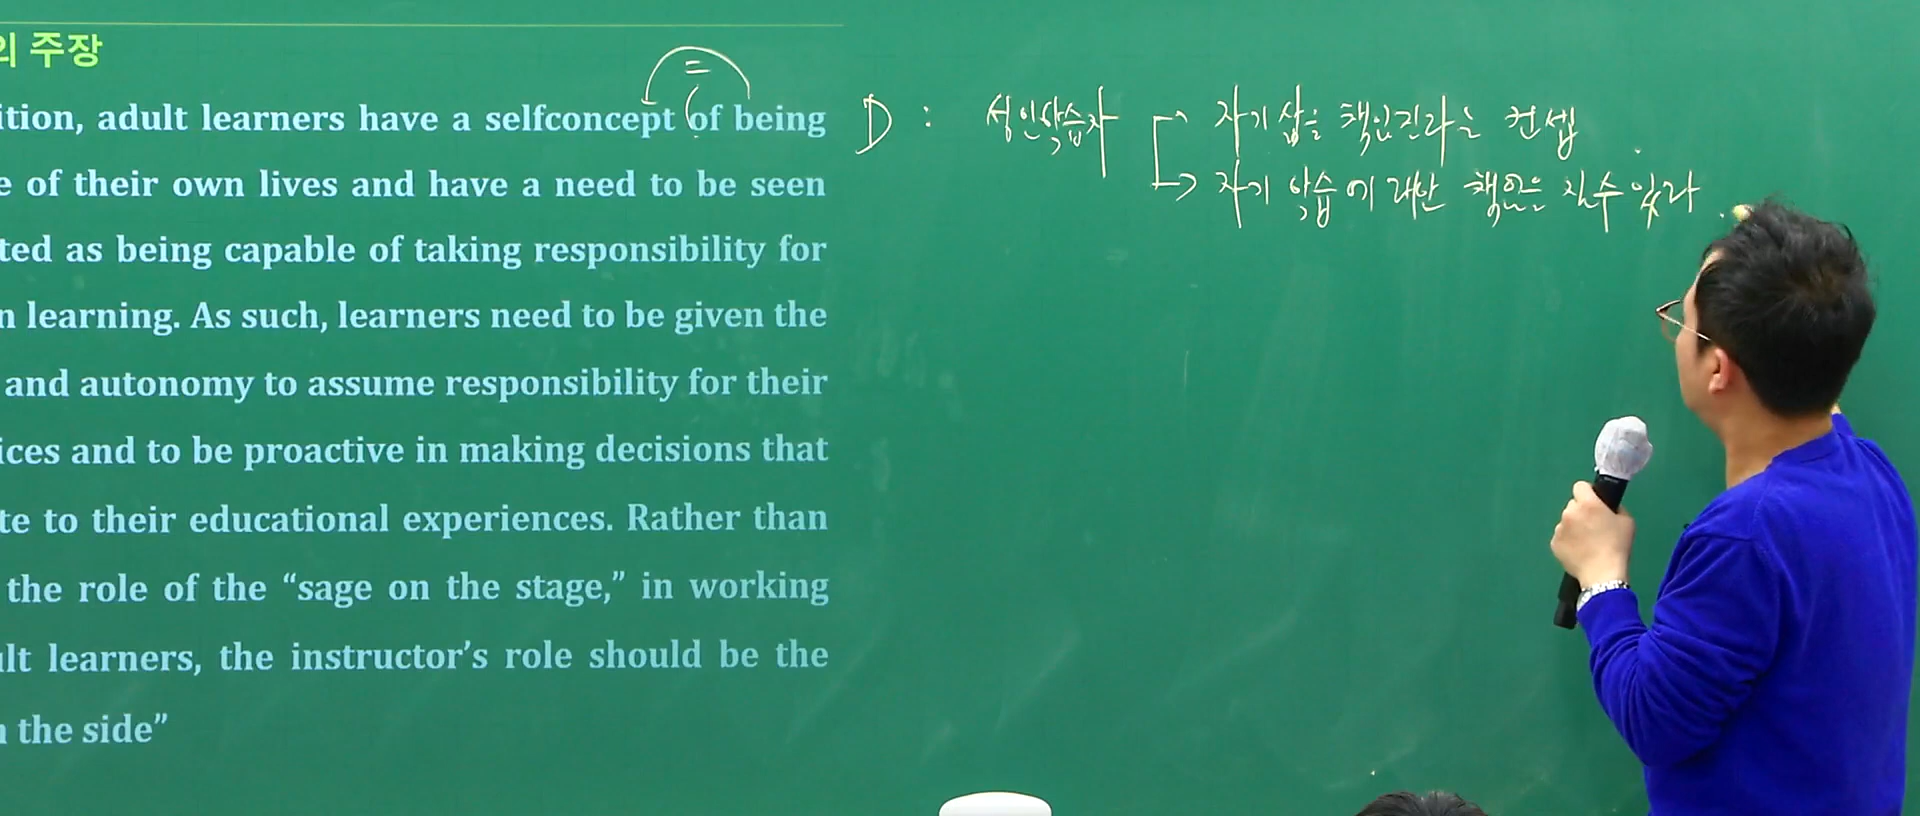 의 주장
ition, adult learners have a selfconcept of being
e of their own lives and have a need to be seen
ted as being capable of taking responsibility for
n learning. As such, learners need to be given the
and autonomy to assume responsibility for their
ices and to be proactive in making decisions that
te to their educational experiences. Rather than
the role of the “sage on the stage,” in working
ult learners, the instructor’s role should be the
n the side”
=
D : 성인학습자
자기 삶을 책임진라는 컨셉
자기 학습에 대한 책임을 질수 있다